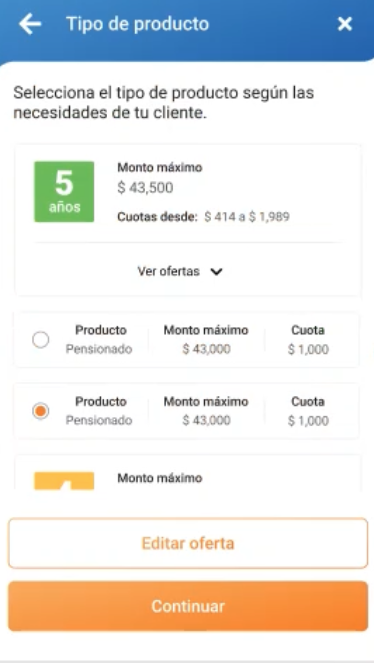 Tipo de producto
Selecciona el tipo de producto según las
necesidades de tu cliente.
5
años
Monto máximo
$ 43,500
Cuotas desde: $ 414 a $ 1,989
Ver ofertas
Producto Monto máximo Cuota
Pensionado $ 43,000 $ 1,000
Producto Monto máximo Cuota
Pensionado $ 43,000 $ 1,000
Monto máximo
Editar oferta
Continuar